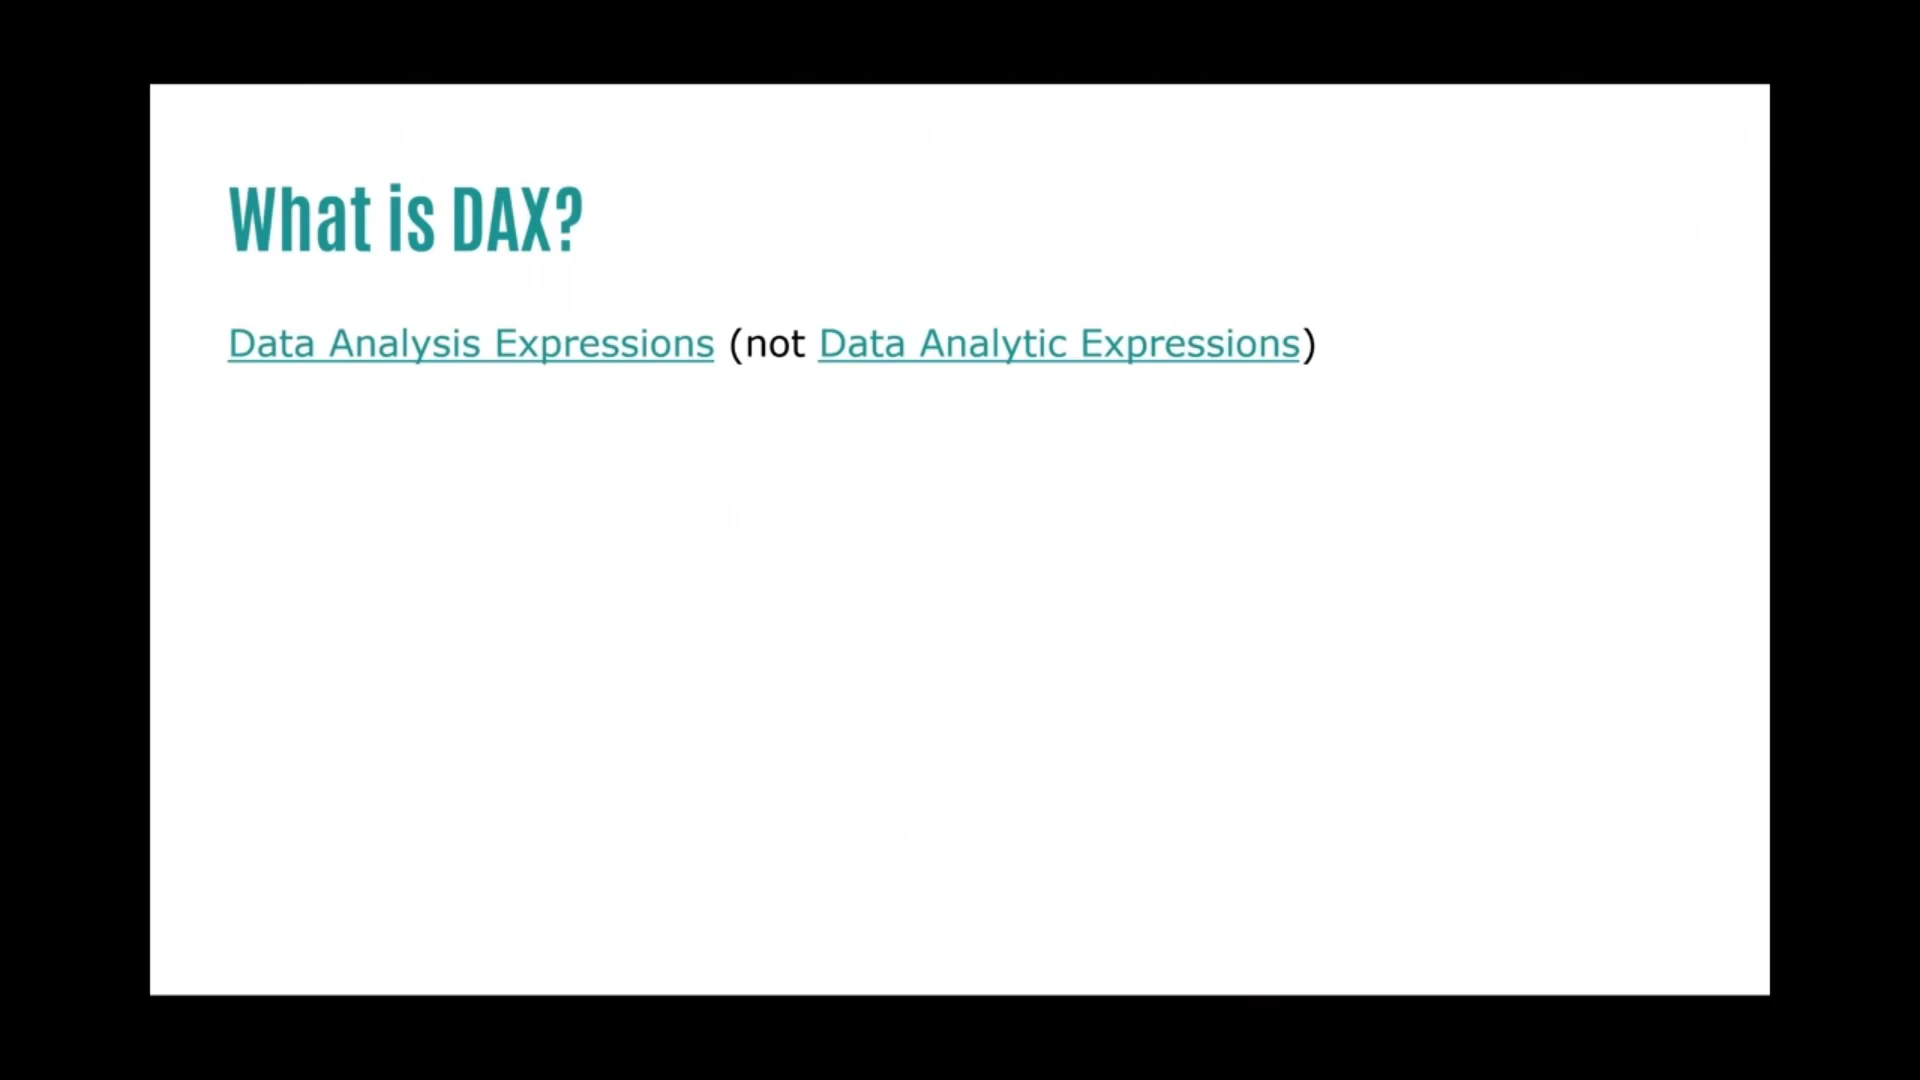 What is DAX?
Data Analysis Expressions (not Data Analytic Expressions)